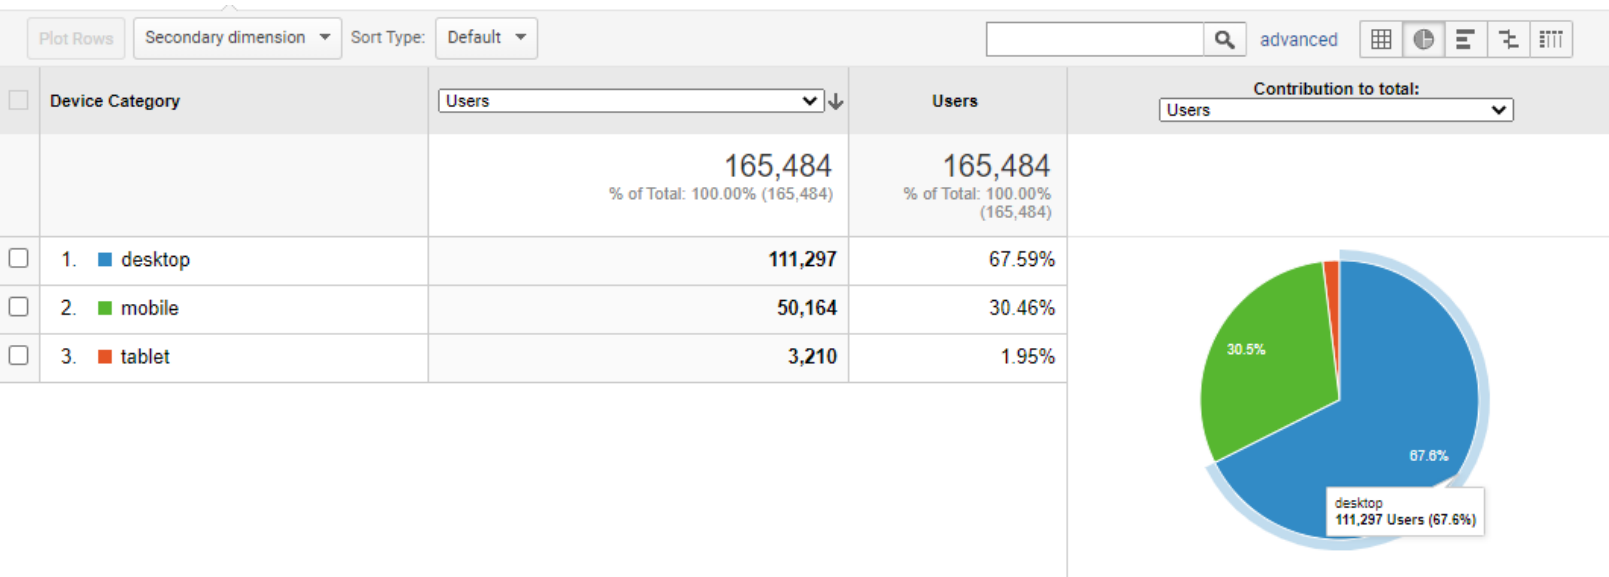 Plot Rows
Secondary dimension
Sort Type:
Default
advanced
Device Category
Users
Users
Contribution to total:
Users
165,484
% of Total: 100.00% (165,484)
165,484
% of Total: 100.00%
(165,484)
1. desktop 111,297 67.59%
2. mobile 50,164 30.46%
3. tablet 3,210 1.95%
30.5%
67.6%
desktop
111,297 Users (67.6%)